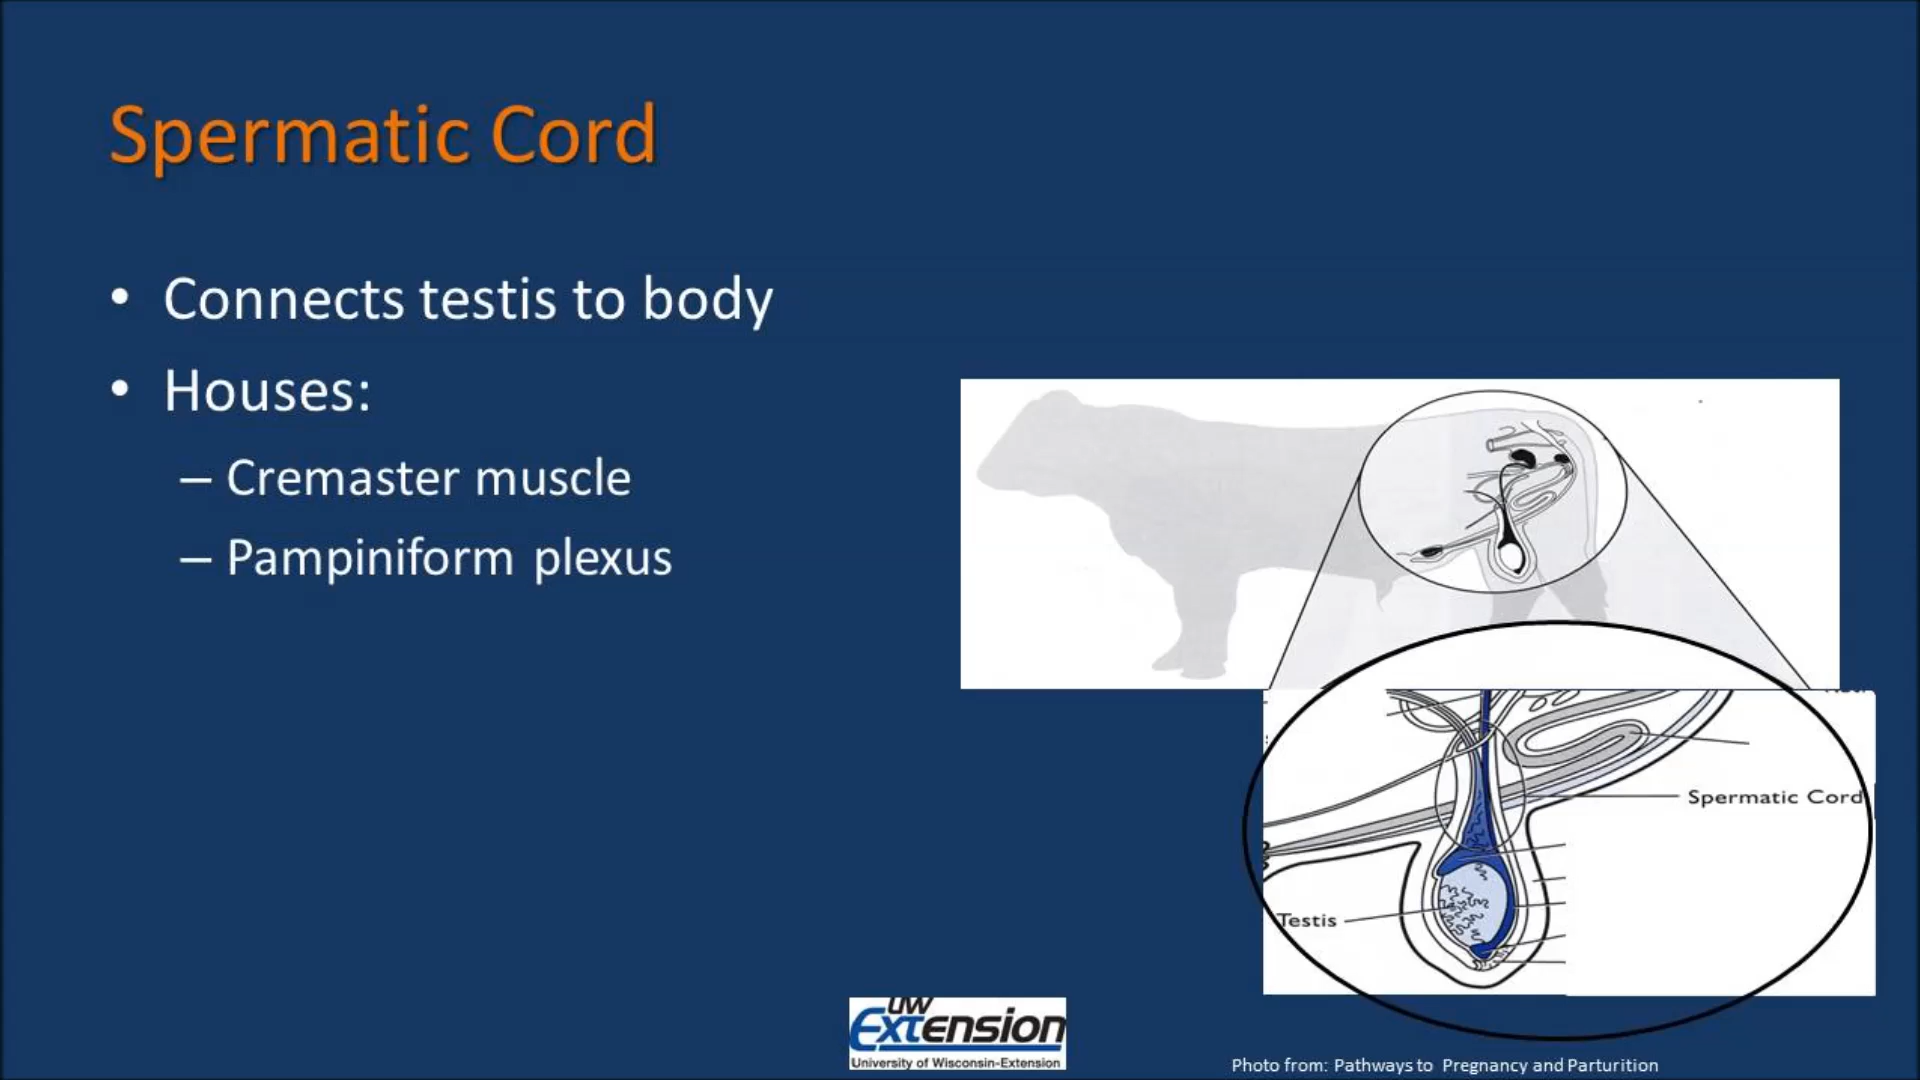 Spermatic Cord
• Connects testis to body
• Houses:
– Cremaster muscle
– Pampiniform plexus
Spermatic Cord
Testis
UW
Extension
University of Wisconsin-Extension
Photo from: Pathways to Pregnancy and Parturition